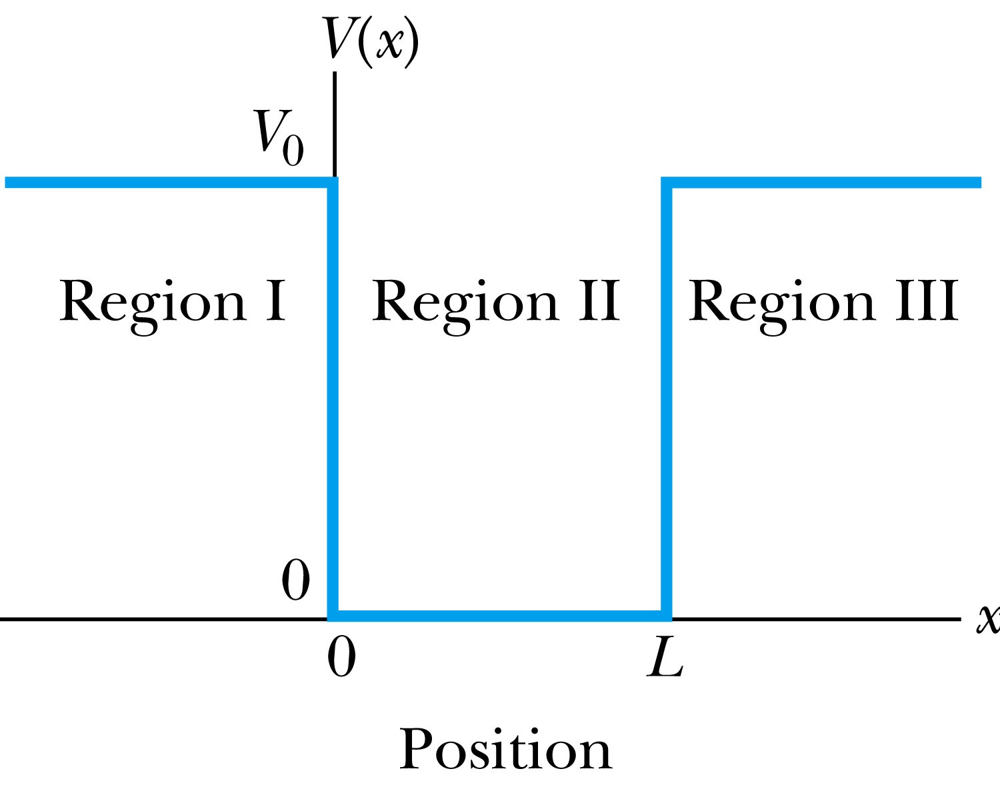 V(x)
V₀
Region I Region II Region III
0
x
0 L
Position